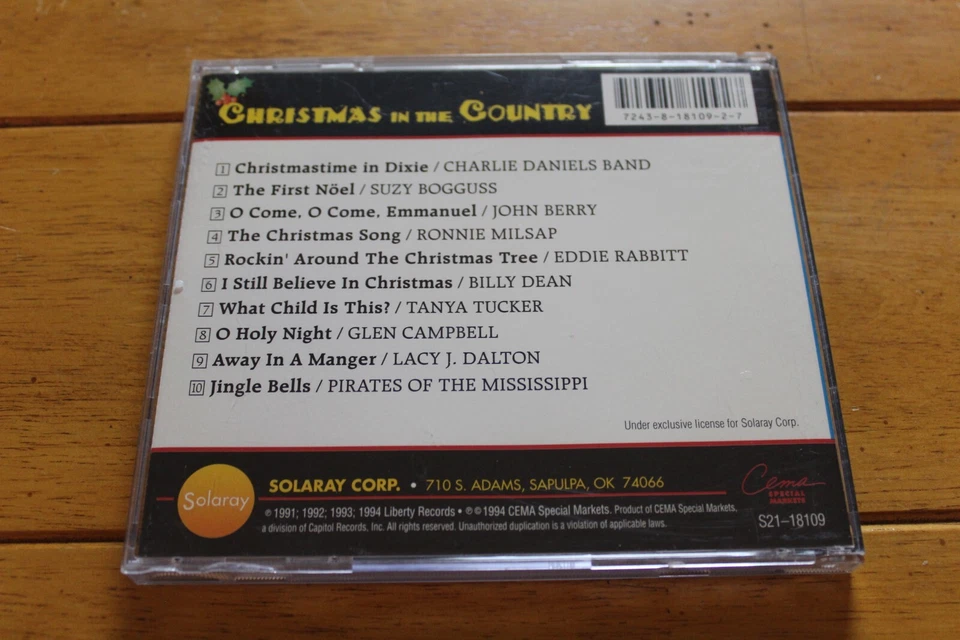 CHRISTMAS IN THE COUNTRY
7243-8-18109-2-7
1 Christmastime in Dixie / CHARLIE DANIELS BAND
2 The First Nöel / SUZY BOGGUSS
3 O Come, O Come, Emmanuel / JOHN BERRY
4 The Christmas Song / RONNIE MILSAP
5 Rockin' Around The Christmas Tree / EDDIE RABBITT
6 I Still Believe In Christmas / BILLY DEAN
7 What Child Is This? / TANYA TUCKER
8 O Holy Night / GLEN CAMPBELL
9 Away In A Manger / LACY J. DALTON
10 Jingle Bells / PIRATES OF THE MISSISSIPPI
Under exclusive license for Solaray Corp.
Solaray
SOLARAY CORP. • 710 S. ADAMS, SAPULPA, OK 74066
℗ 1991; 1992; 1993; 1994 Liberty Records • ℗ © 1994 CEMA Special Markets. Product of CEMA Special Markets,
a division of Capitol Records, Inc. All rights reserved. Unauthorized duplication is a violation of applicable laws.
Cema
SPECIAL
MARKETS
S21–18109